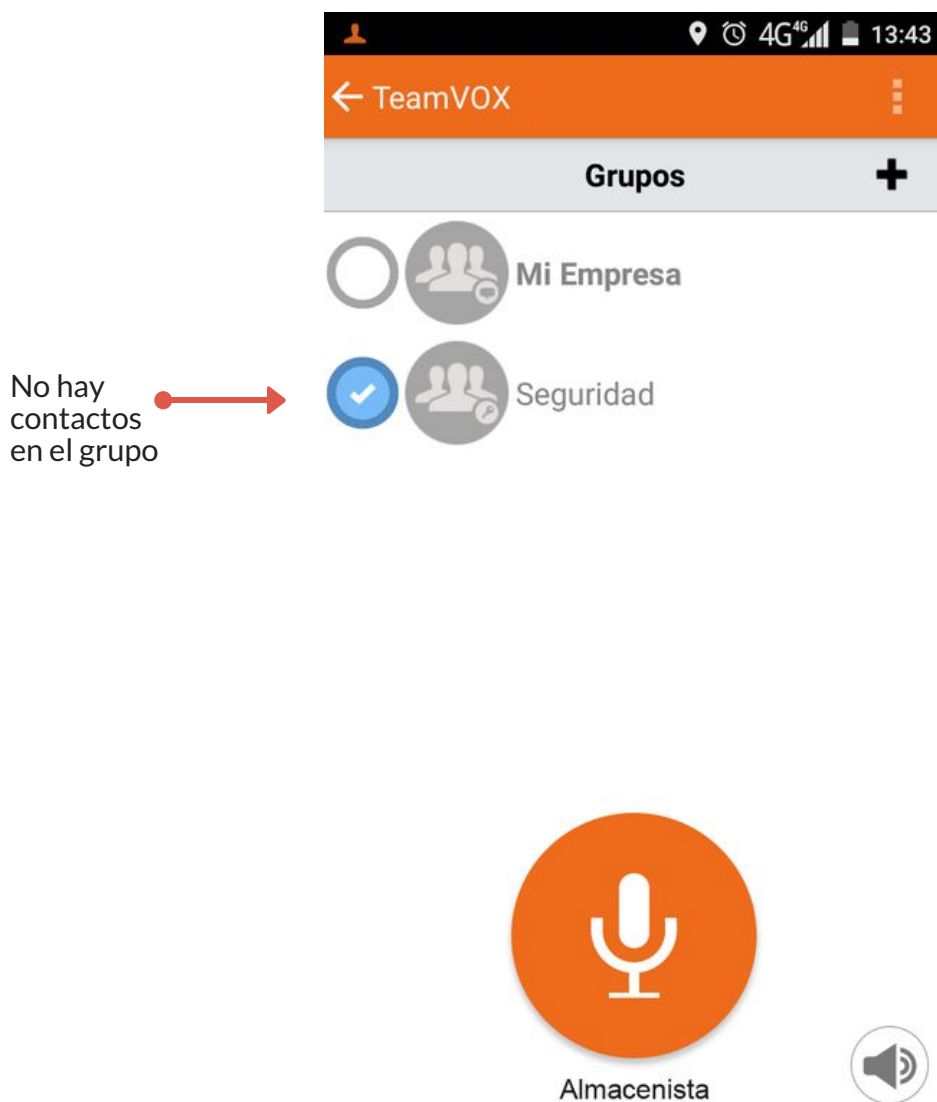 4G 4G 13:43
TeamVOX
Grupos
Mi Empresa
No hay
contactos
en el grupo
Seguridad
Almacenista